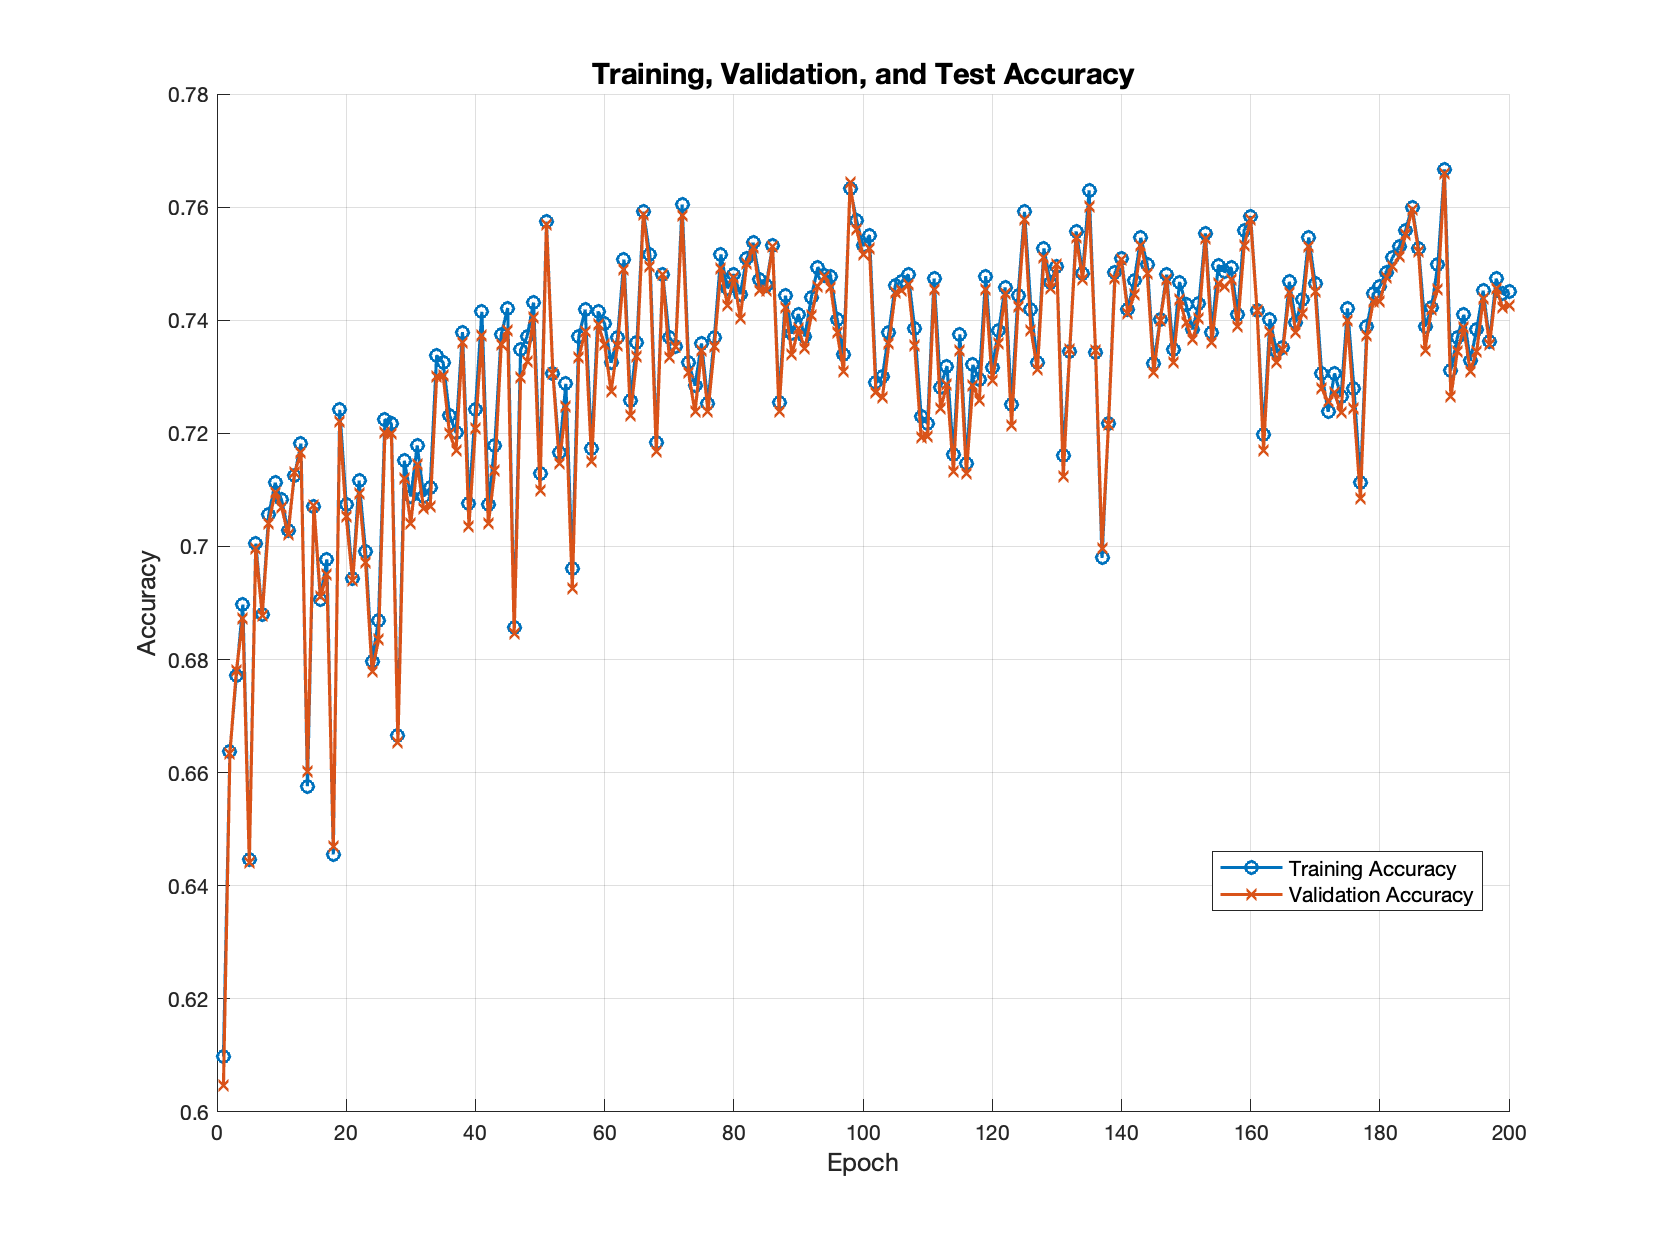 Training, Validation, and Test Accuracy
0.78
0.76
0.74
0.72
0.7
0.68
0.66
0.64
0.62
0.6
Accuracy
Training Accuracy
Validation Accuracy
0 20 40 60 80 100 120 140 160 180 200
Epoch